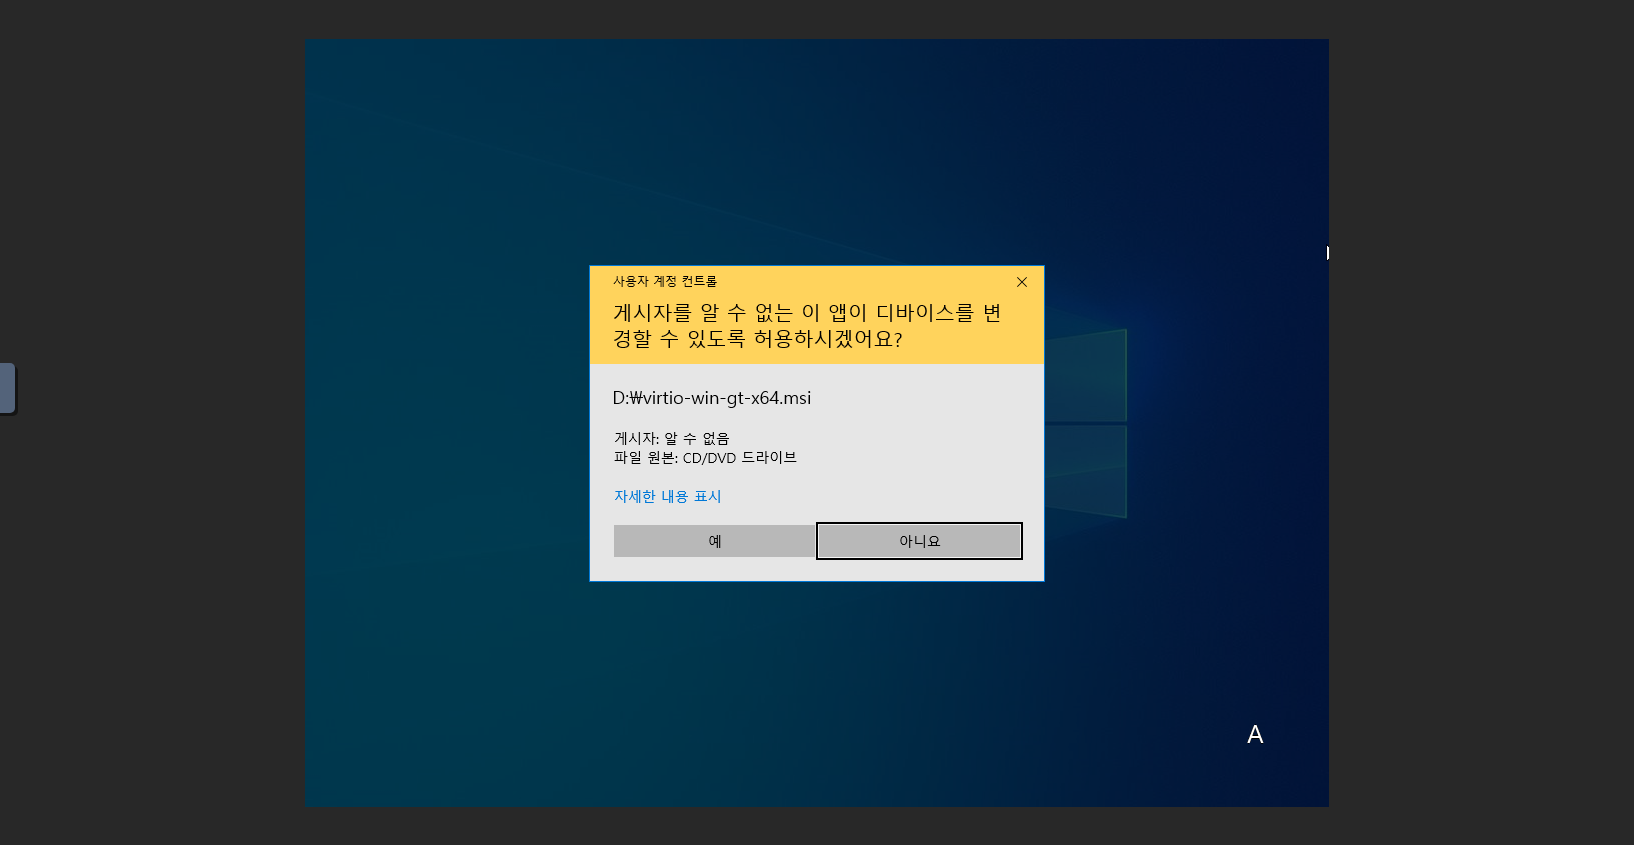 사용자 계정 컨트롤
게시자를 알 수 없는 이 앱이 디바이스를 변
경할 수 있도록 허용하시겠어요?
D:₩virtio-win-gt-x64.msi
게시자: 알 수 없음
파일 원본: CD/DVD 드라이브
자세한 내용 표시
예
아니요
A